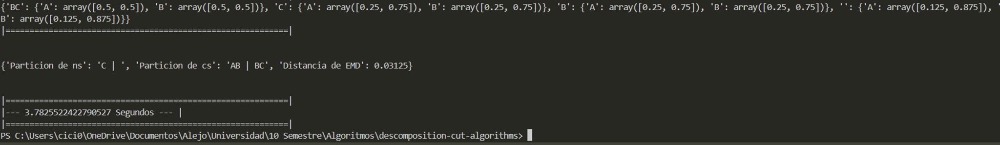 {'BC': {'A': array([0.5, 0.5]), 'B': array([0.5, 0.5])}, 'C': {'A': array([0.25, 0.75]), 'B': array([0.25, 0.75])}, 'B': {'A': array([0.25, 0.75]), 'B': array([0.25, 0.75])}, '': {'A': array([0.125, 0.875]), '
B': array([0.125, 0.875])}}
|===========================================================|
{'Particion de ns': 'C | ', 'Particion de cs': 'AB | BC', 'Distancia de EMD': 0.03125}
|===========================================================|
|--- 3.7825522422790527 Segundos --- |
|===========================================================|
PS C:\Users\cici0\OneDrive\Documentos\Alejo\Universidad\10 Semestre\Algoritmos\descomposition-cut-algorithms>